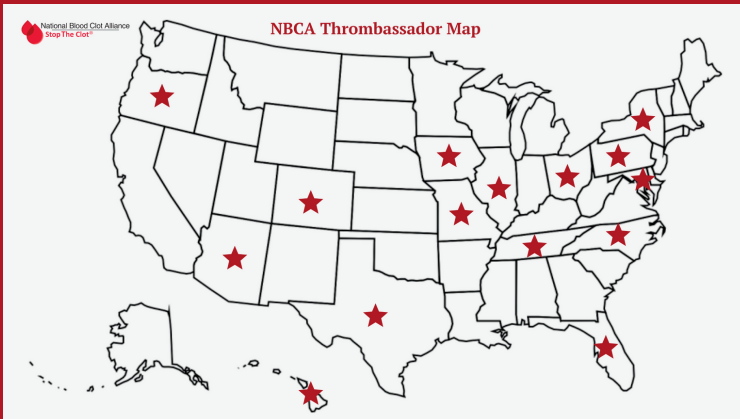 National Blood Clot Alliance
Stop The Clot®
NBCA Thrombassador Map